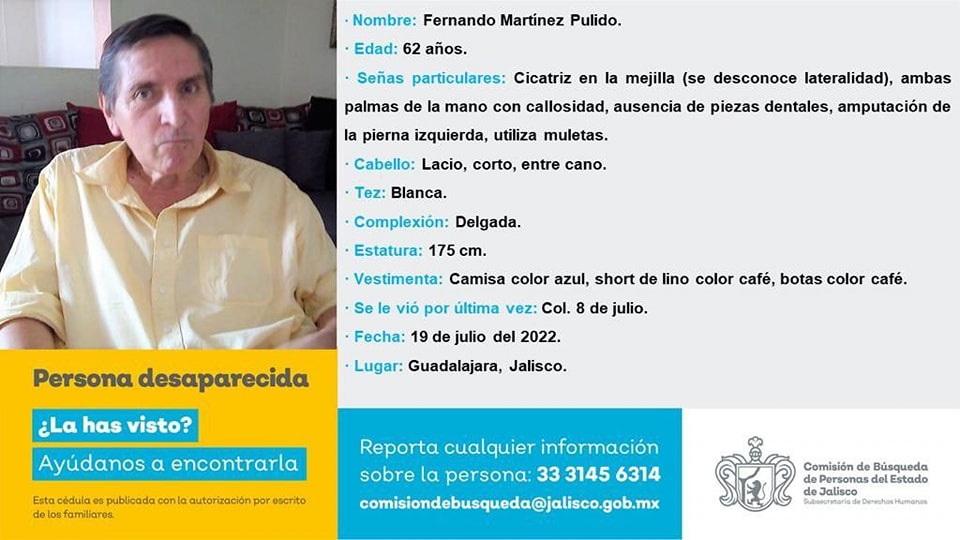 · Nombre: Fernando Martínez Pulido.
· Edad: 62 años.
· Señas particulares: Cicatriz en la mejilla (se desconoce lateralidad), ambas
palmas de la mano con callosidad, ausencia de piezas dentales, amputación de
la pierna izquierda, utiliza muletas.
· Cabello: Lacio, corto, entre cano.
· Tez: Blanca.
· Complexión: Delgada.
· Estatura: 175 cm.
· Vestimenta: Camisa color azul, short de lino color café, botas color café.
· Se le vió por última vez: Col. 8 de julio.
· Fecha: 19 de julio del 2022.
· Lugar: Guadalajara, Jalisco.
Persona desaparecida
¿La has visto?
Ayúdanos a encontrarla
Esta cédula es publicada con la autorización por escrito
de los familiares.
Reporta cualquier información
sobre la persona: 33 3145 6314
comisiondebusqueda@jalisco.gob.mx
Comisión de Búsqueda
de Personas del Estado
de Jalisco
Subsecretaría de Derechos Humanos